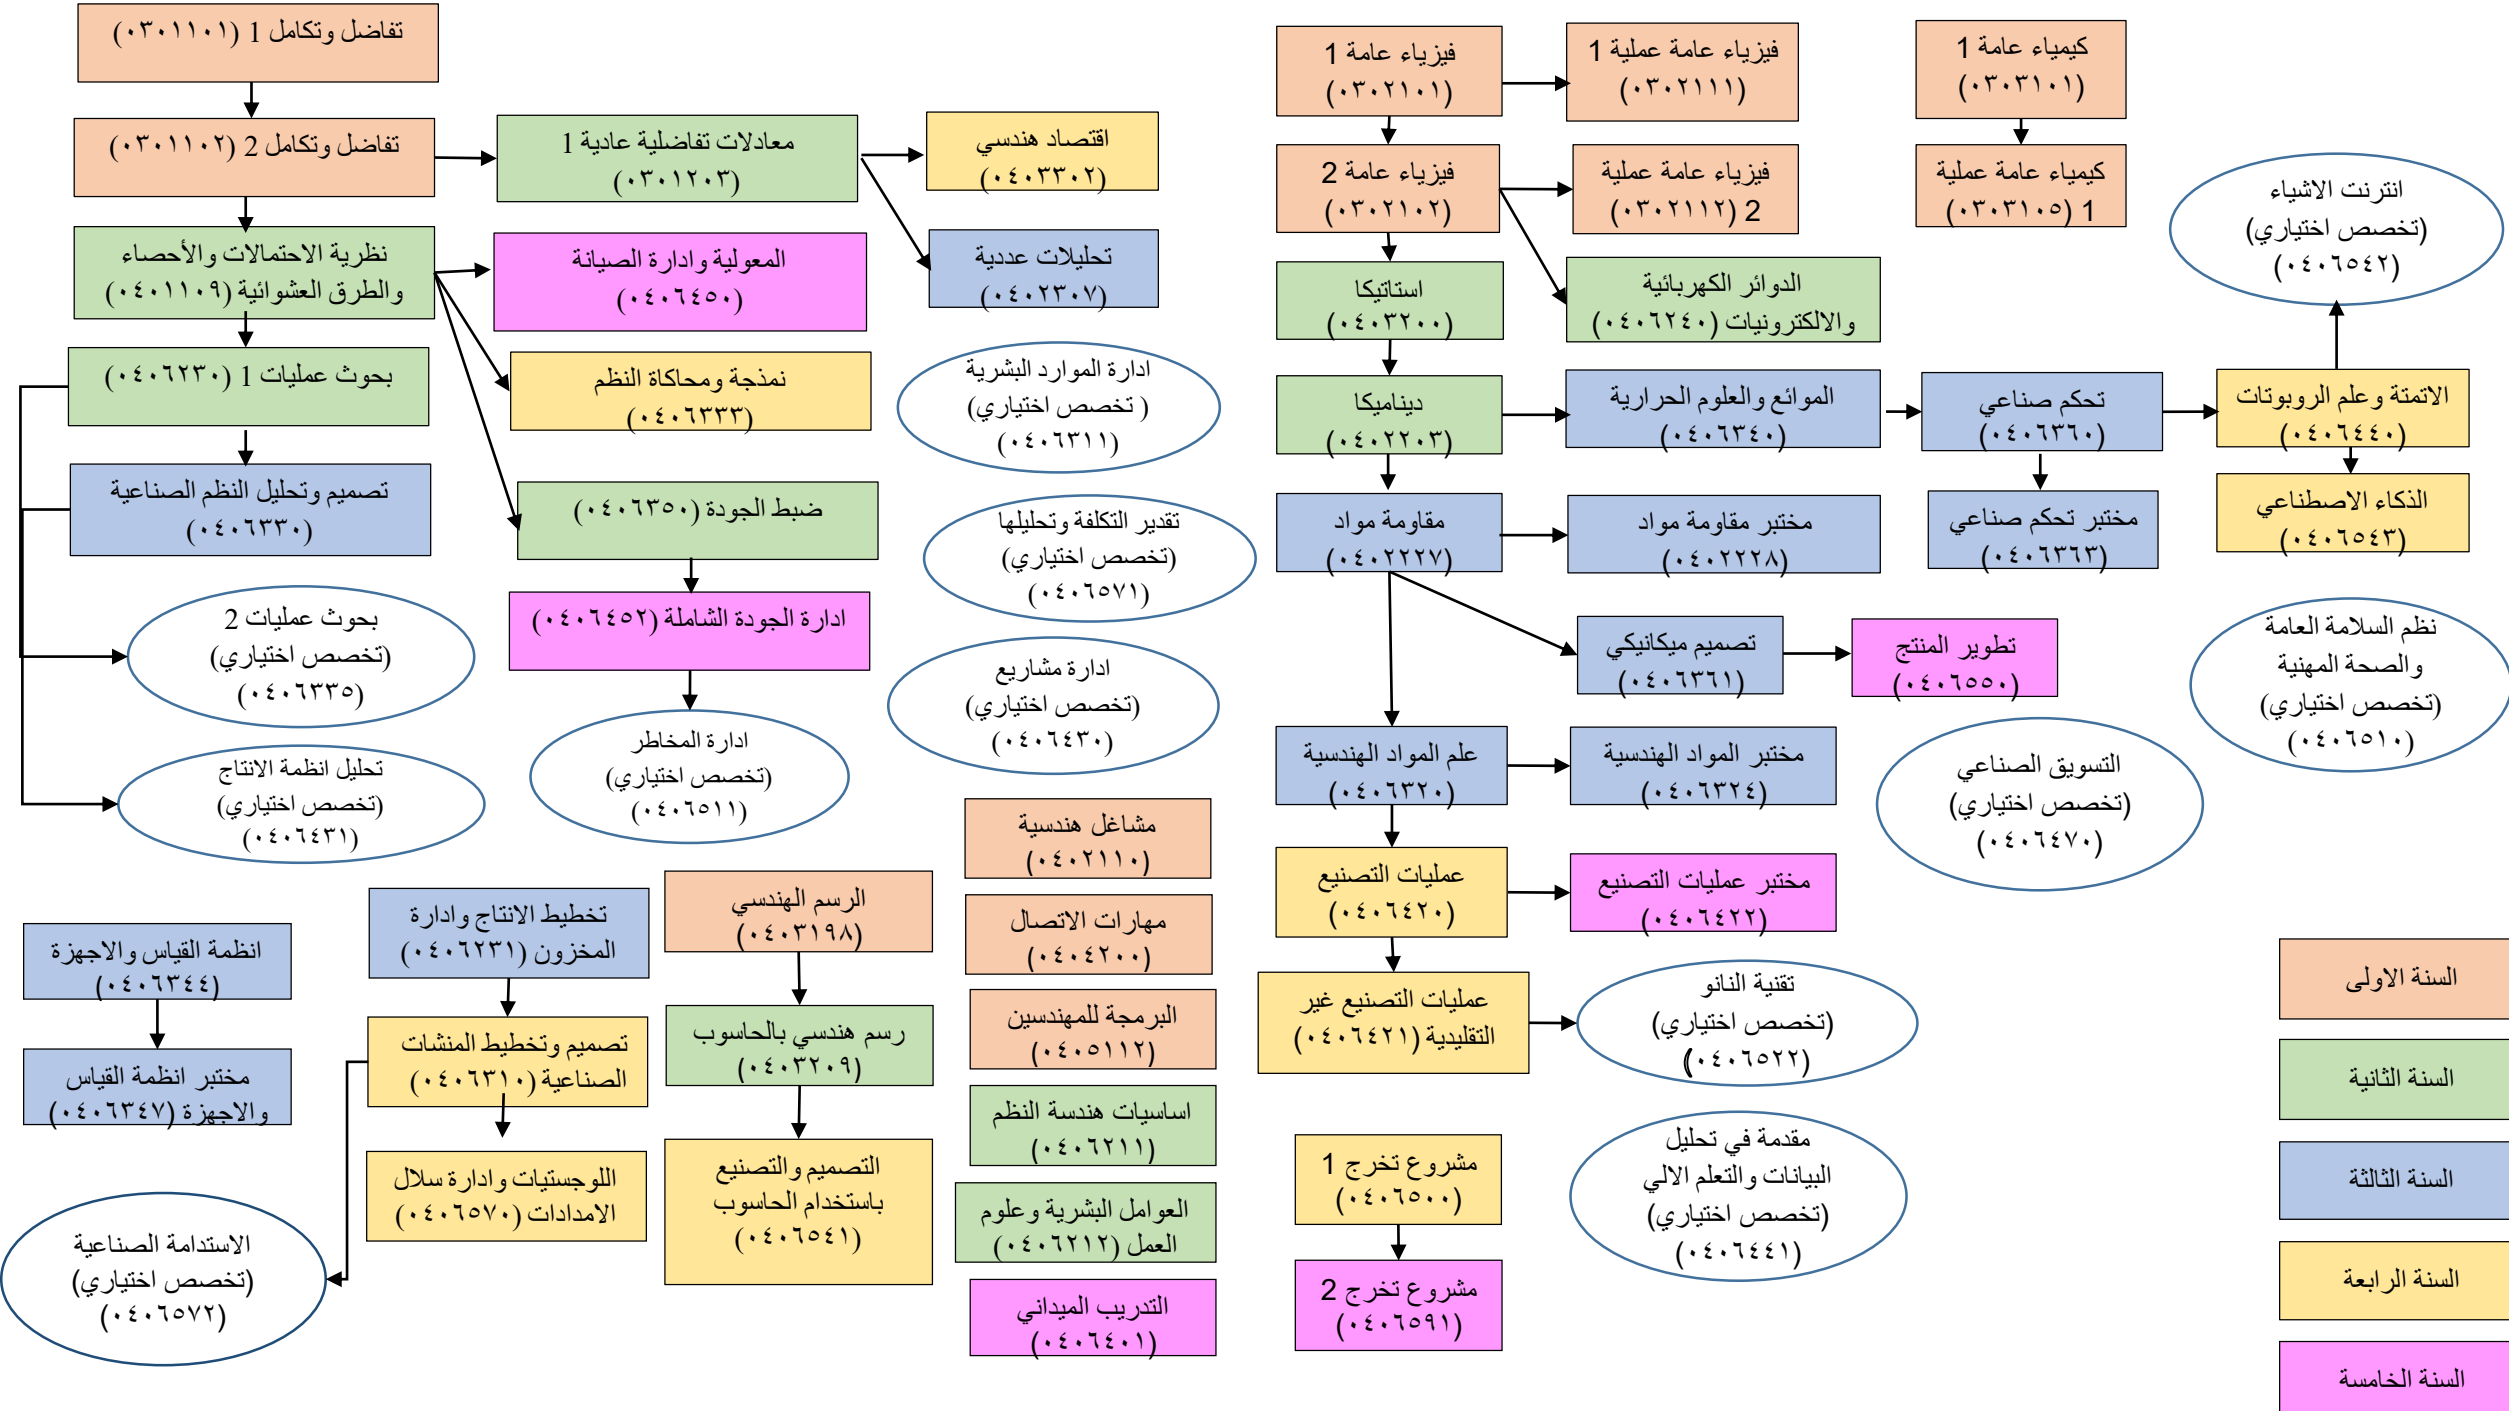 تفاضل وتكامل 1 (٠٣٠١١٠١)
تفاضل وتكامل 2 (٠٣٠١١٠٢)
معادلات تفاضلية عادية 1
(٠٣٠١٢٠٣)
اقتصاد هندسي
(٠٤٠٣٣٠٢)
نظرية الاحتمالات والأحصاء
والطرق العشوائية (٠٤٠١١٠٩)
المعولية وادارة الصيانة
(٠٤٠٦٤٥٠)
تحليلات عددية
(٠٤٠٢٣٠٧)
بحوث عمليات 1 (٠٤٠٦٢٣٠)
نمذجة ومحاكاة النظم
(٠٤٠٦٣٣٣)
ادارة الموارد البشرية
( تخصص اختياري)
(٠٤٠٦٣١١)
تصميم وتحليل النظم الصناعية
(٠٤٠٦٣٣٠)
ضبط الجودة (٠٤٠٦٣٥٠)
تقدير التكلفة وتحليلها
(تخصص اختياري)
(٠٤٠٦٥٧١)
بحوث عمليات 2
(تخصص اختياري)
(٠٤٠٦٣٣٥)
ادارة الجودة الشاملة (٠٤٠٦٤٥٢)
ادارة مشاريع
(تخصص اختياري)
(٠٤٠٦٤٣٠)
تحليل انظمة الانتاج
(تخصص اختياري)
(٠٤٠٦٤٣١)
ادارة المخاطر
(تخصص اختياري)
(٠٤٠٦٥١١)
فيزياء عامة 1
(٠٣٠٢١٠١)
فيزياء عامة عملية 1
(٠٣٠٢١١١)
كيمياء عامة 1
(٠٣٠٣١٠١)
فيزياء عامة 2
(٠٣٠٢١٠٢)
فيزياء عامة عملية
2 (٠٣٠٢١١٢)
كيمياء عامة عملية
1 (٠٣٠٣١٠٥)
انترنت الاشياء
(تخصص اختياري)
(٠٤٠٦٥٤٢)
استاتيكا
(٠٤٠٣٢٠٠)
الدوائر الكهربائية
والالكترونيات (٠٤٠٦٢٤٠)
ديناميكا
(٠٤٠٢٢٠٣)
الموائع والعلوم الحرارية
(٠٤٠٦٣٤٠)
تحكم صناعي
(٠٤٠٦٣٦٠)
الاتمتة وعلم الروبوتات
(٠٤٠٦٤٤٠)
مقاومة مواد
(٠٤٠٢٢٢٧)
مختبر مقاومة مواد
(٠٤٠٢٢٢٨)
مختبر تحكم صناعي
(٠٤٠٦٣٦٣)
الذكاء الاصطناعي
(٠٤٠٦٥٤٣)
تصميم ميكانيكي
(٠٤٠٦٣٦١)
تطوير المنتج
(٠٤٠٦٥٥٠)
نظم السلامة العامة
والصحة المهنية
(تخصص اختياري)
(٠٤٠٦٥١٠)
علم المواد الهندسية
(٠٤٠٦٣٢٠)
مختبر المواد الهندسية
(٠٤٠٦٣٢٤)
التسويق الصناعي
(تخصص اختياري)
(٠٤٠٦٤٧٠)
عمليات التصنيع
(٠٤٠٦٤٢٠)
مختبر عمليات التصنيع
(٠٤٠٦٤٢٢)
عمليات التصنيع غير
التقليدية (٠٤٠٦٤٢١)
تقنية النانو
(تخصص اختياري)
(٠٤٠٦٥٢٢)
مشروع تخرج 1
(٠٤٠٦٥٠٠)
مشروع تخرج 2
(٠٤٠٦٥٩١)
مقدمة في تحليل
البيانات والتعلم الالي
(تخصص اختياري)
(٠٤٠٦٤٤١)
انظمة القياس والاجهزة
(٠٤٠٦٣٤٤)
مختبر انظمة القياس
والاجهزة (٠٤٠٦٣٤٧)
تخطيط الانتاج وادارة
المخزون (٠٤٠٦٢٣١)
تصميم وتخطيط المنشات
الصناعية (٠٤٠٦٣١٠)
اللوجستيات وادارة سلال
الامدادات (٠٤٠٦٥٧٠)
الاستدامة الصناعية
(تخصص اختياري)
(٠٤٠٦٥٧٢)
الرسم الهندسي
(٠٤٠٣١٩٨)
رسم هندسي بالحاسوب
(٠٤٠٣٢٠٩)
التصميم والتصنيع
باستخدام الحاسوب
(٠٤٠٦٥٤١)
مشاغل هندسية
(٠٤٠٢١١٠)
مهارات الاتصال
(٠٤٠٤٢٠٠)
البرمجة للمهندسين
(٠٤٠٥١١٢)
اساسيات هندسة النظم
(٠٤٠٦٢١١)
العوامل البشرية وعلوم
العمل (٠٤٠٦٢١٢)
التدريب الميداني
(٠٤٠٦٤٠١)
السنة الاولى
السنة الثانية
السنة الثالثة
السنة الرابعة
السنة الخامسة